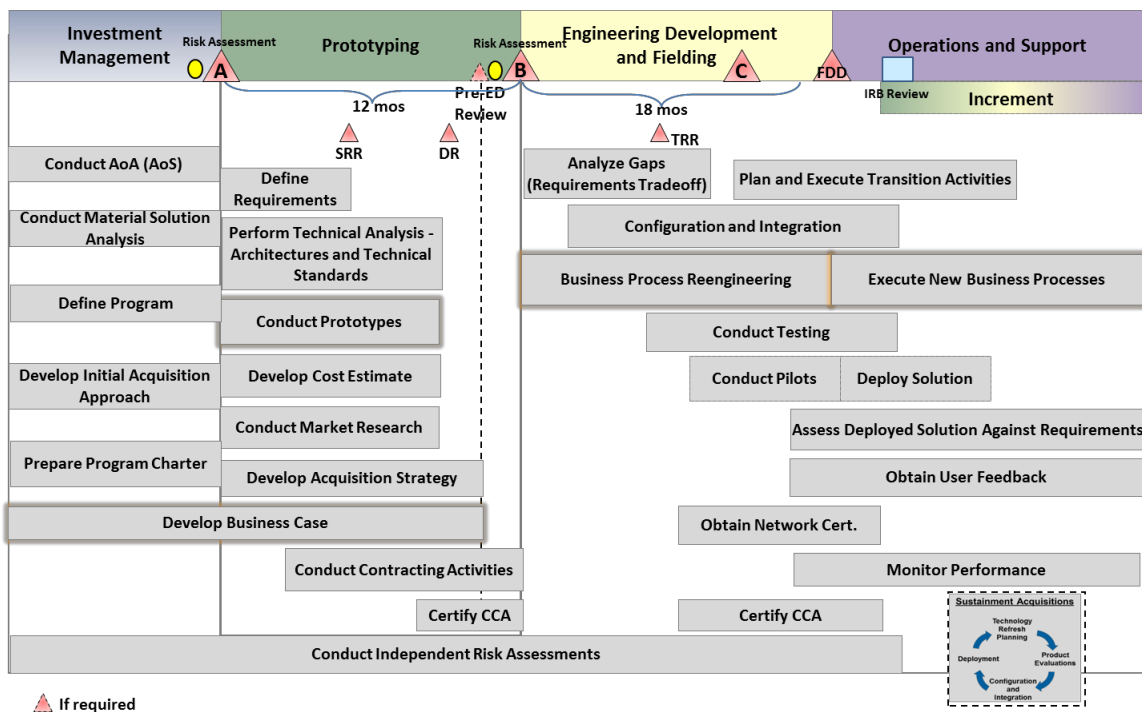 Investment
Management
Risk Assessment
A
Prototyping
Risk Assessment
B
Engineering Development
and Fielding
C
FDD
Operations and Support
IRB Review
Increment
12 mos
Pre-ED
Review
18 mos
SRR
DR
TRR
Conduct AoA (AoS)
Conduct Material Solution
Analysis
Define Program
Develop Initial Acquisition
Approach
Prepare Program Charter
Define
Requirements
Perform Technical Analysis -
Architectures and Technical
Standards
Conduct Prototypes
Develop Cost Estimate
Conduct Market Research
Develop Acquisition Strategy
Develop Business Case
Conduct Contracting Activities
Certify CCA
Conduct Independent Risk Assessments
Analyze Gaps
(Requirements Tradeoff)
Plan and Execute Transition Activities
Configuration and Integration
Business Process Reengineering
Execute New Business Processes
Conduct Testing
Conduct Pilots
Deploy Solution
Assess Deployed Solution Against Requirements
Obtain User Feedback
Obtain Network Cert.
Monitor Performance
Certify CCA
Sustainment Acquisitions
Technology
Refresh
Planning
Product
Evaluations
Configuration
and
Integration
Deployment
If required